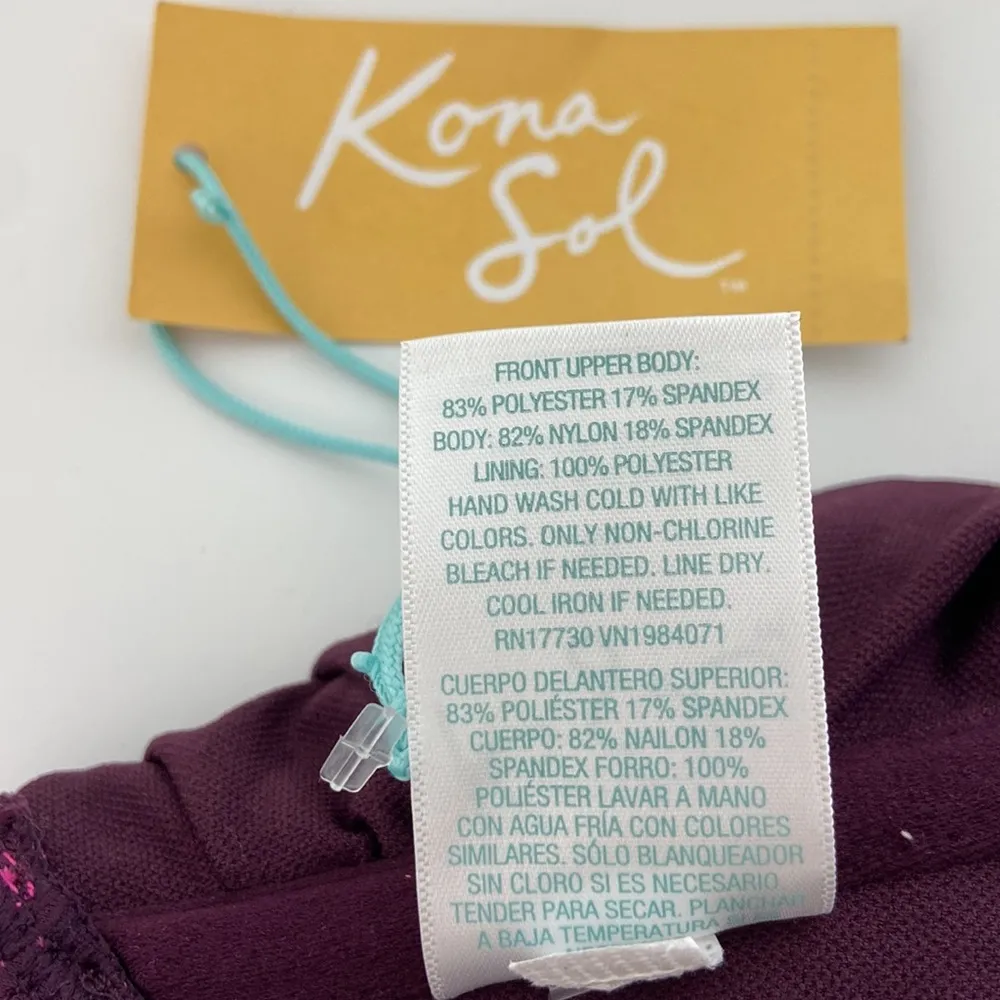 Kona
Sol
TM
FRONT UPPER BODY:
83% POLYESTER 17% SPANDEX
BODY: 82% NYLON 18% SPANDEX
LINING: 100% POLYESTER
HAND WASH COLD WITH LIKE
COLORS. ONLY NON-CHLORINE
BLEACH IF NEEDED. LINE DRY.
COOL IRON IF NEEDED.
RN17730 VN1984071
CUERPO DELANTERO SUPERIOR:
83% POLIÉSTER 17% SPANDEX
CUERPO: 82% NAILON 18%
SPANDEX FORRO: 100%
POLIÉSTER LAVAR A MANO
CON AGUA FRÍA CON COLORES
SIMILARES. SÓLO BLANQUEADOR
SIN CLORO SI ES NECESARIO
TENDER PARA SECAR. PLANCHAR
A BAJA TEMPERATURA